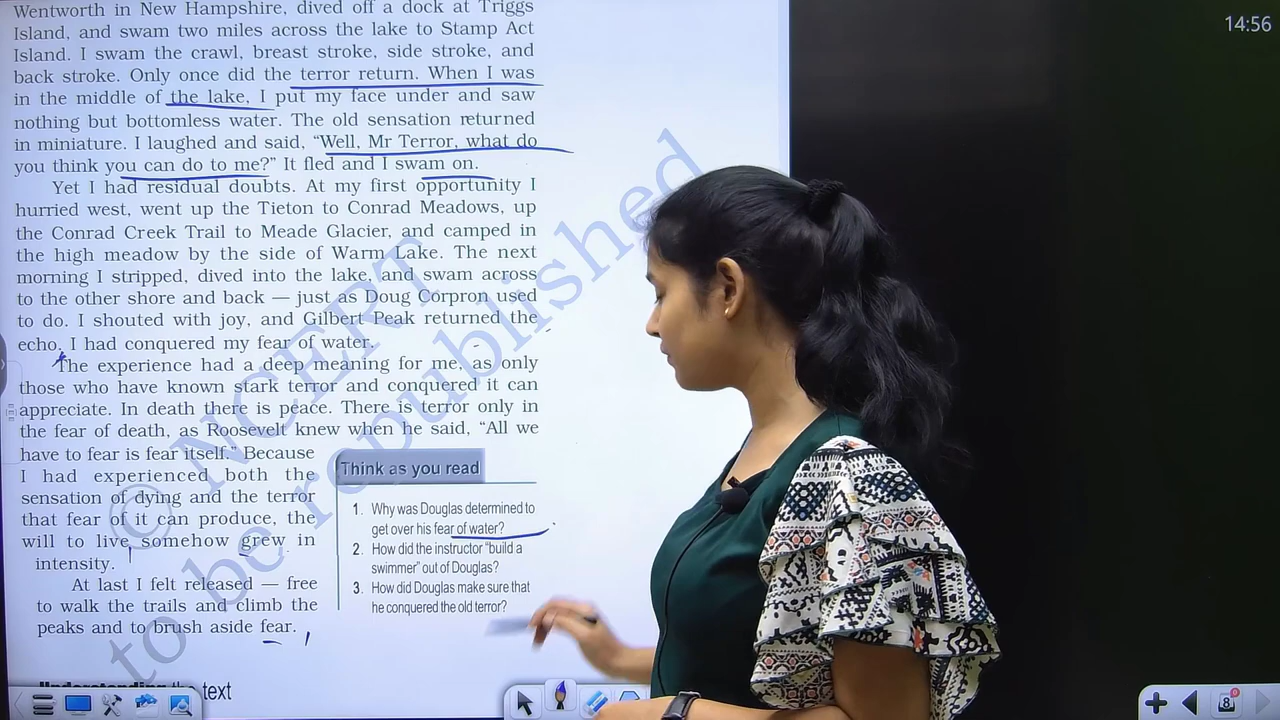 Wentworth in New Hampshire, dived off a dock at Triggs
Island, and swam two miles across the lake to Stamp Act
Island. I swam the crawl, breast stroke, side stroke, and
back stroke. Only once did the terror return. When I was
in the middle of the lake, I put my face under and saw
nothing but bottomless water. The old sensation returned
in miniature. I laughed and said, “Well, Mr Terror, what do
you think you can do to me?” It fled and I swam on.
Yet I had residual doubts. At my first opportunity I
hurried west, went up the Tieton to Conrad Meadows, up
the Conrad Creek Trail to Meade Glacier, and camped in
the high meadow by the side of Warm Lake. The next
morning I stripped, dived into the lake, and swam across
to the other shore and back — just as Doug Corpron used
to do. I shouted with joy, and Gilbert Peak returned the
echo. I had conquered my fear of water.
The experience had a deep meaning for me, as only
those who have known stark terror and conquered it can
appreciate. In death there is peace. There is terror only in
the fear of death, as Roosevelt knew when he said, “All we
have to fear is fear itself.” Because
I had experienced both the
sensation of dying and the terror
that fear of it can produce, the
will to live somehow grew in
intensity.
At last I felt released — free
to walk the trails and climb the
peaks and to brush aside fear.
Think as you read
1. Why was Douglas determined to
get over his fear of water?
2. How did the instructor “build a
swimmer” out of Douglas?
3. How did Douglas make sure that
he conquered the old terror?
Understanding the text
© NCERT
to be republished
14:56
8